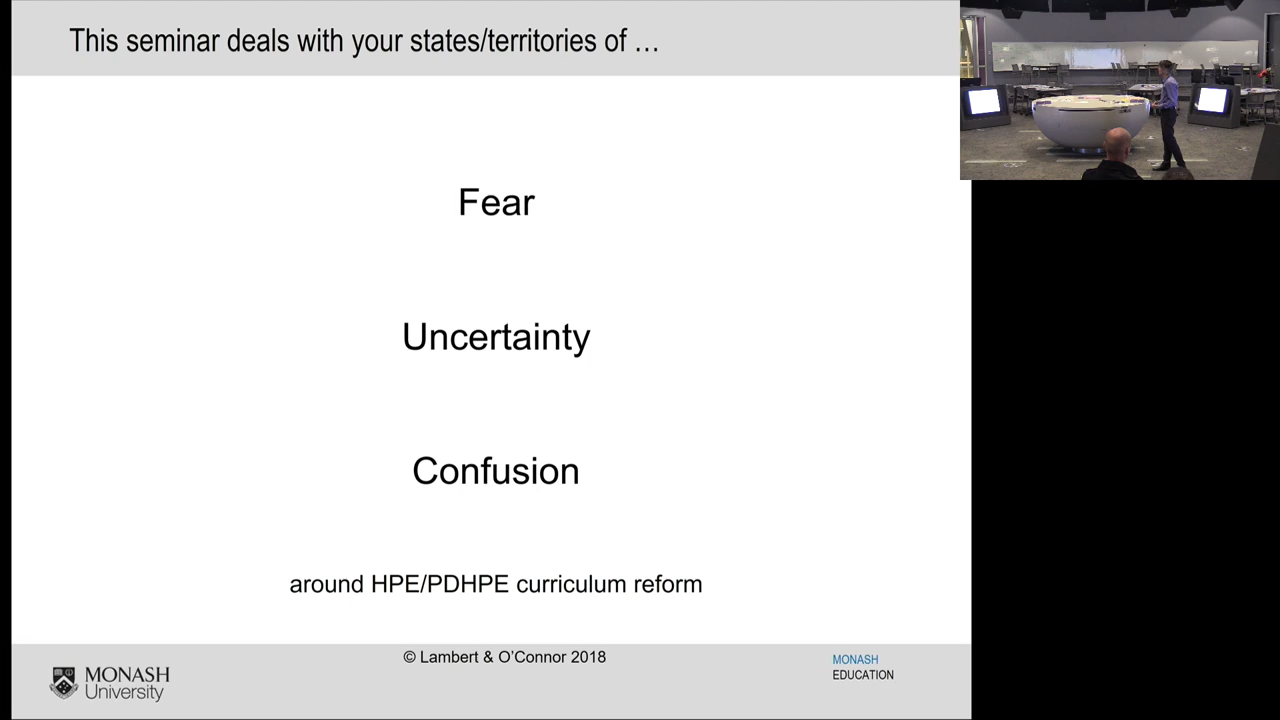 This seminar deals with your states/territories of …
Fear
Uncertainty
Confusion
around HPE/PDHPE curriculum reform
© Lambert & O'Connor 2018
MONASH University
MONASH
EDUCATION